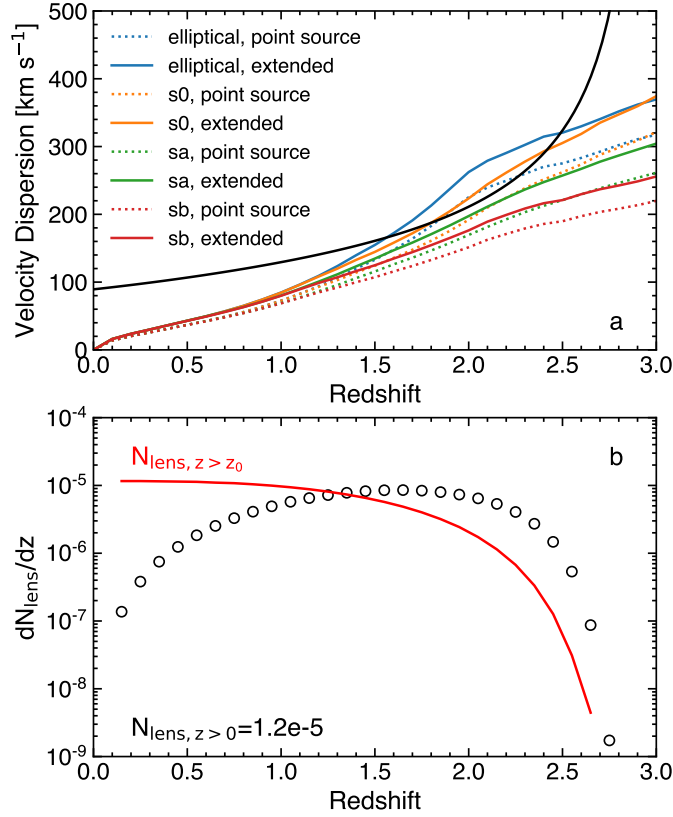 500
400
300
200
100
0
Velocity Dispersion [km s⁻¹]
elliptical, point source
elliptical, extended
s0, point source
s0, extended
sa, point source
sa, extended
sb, point source
sb, extended
a
0.0 0.5 1.0 1.5 2.0 2.5 3.0
Redshift
10⁻⁴
10⁻⁵
10⁻⁶
10⁻⁷
10⁻⁸
10⁻⁹
dN_lens/dz
N_lens, z > z₀
b
N_lens, z > 0=1.2e-5
0.0 0.5 1.0 1.5 2.0 2.5 3.0
Redshift